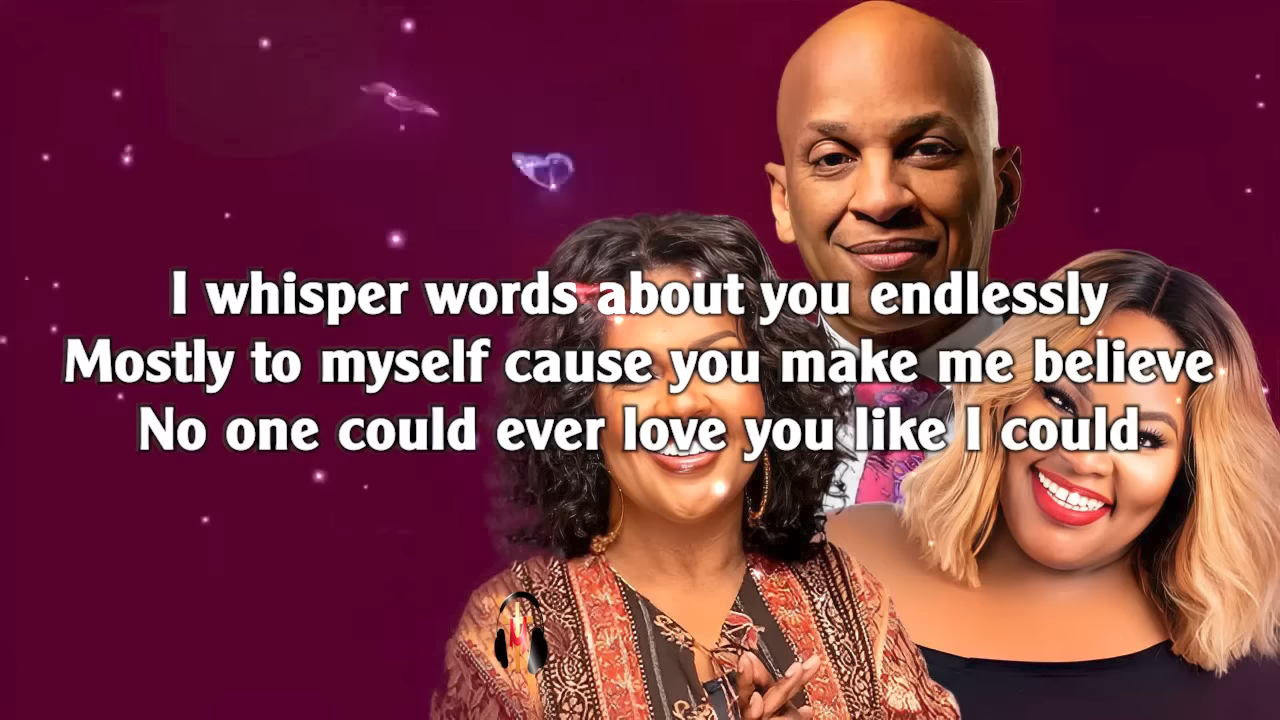 I whisper words about you endlessly
Mostly to myself cause you make me believe
No one could ever love you like I could